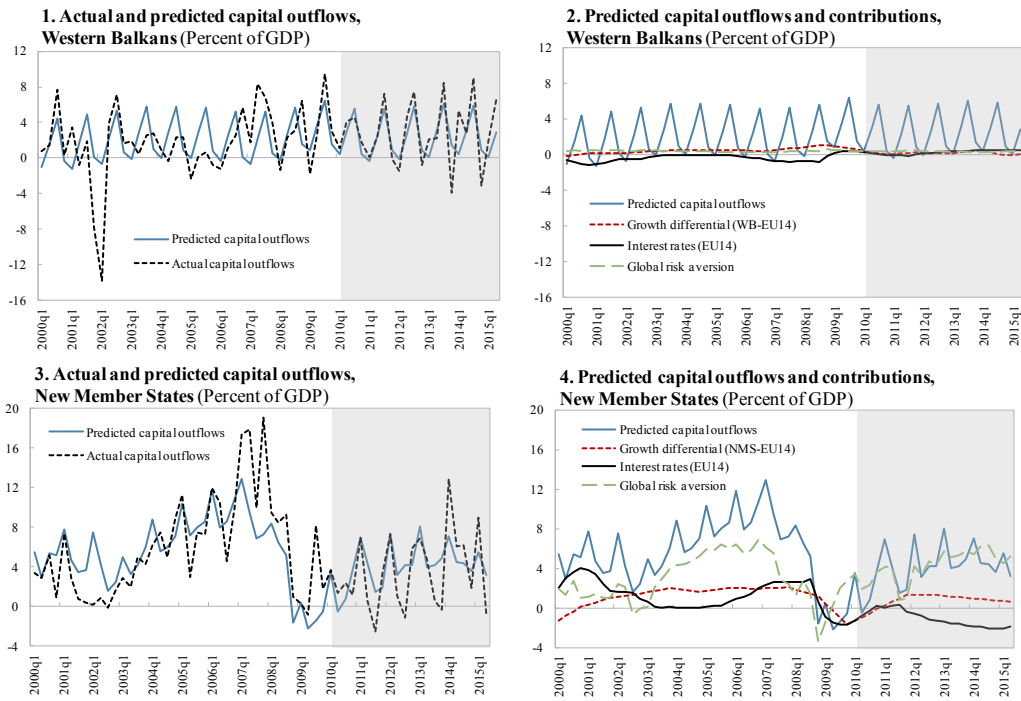 1. Actual and predicted capital outflows,
Western Balkans (Percent of GDP)
12
8
4
0
-4
-8
-12
-16
Predicted capital outflows
Actual capital outflows
2000q1
2001q1
2002q1
2003q1
2004q1
2005q1
2006q1
2007q1
2008q1
2009q1
2010q1
2011q1
2012q1
2013q1
2014q1
2015q1
2. Predicted capital outflows and contributions,
Western Balkans (Percent of GDP)
12
8
4
0
-4
-8
-12
-16
Predicted capital outflows
Growth differential (WB-EU14)
Interest rates (EU14)
Global risk aversion
2000q1
2001q1
2002q1
2003q1
2004q1
2005q1
2006q1
2007q1
2008q1
2009q1
2010q1
2011q1
2012q1
2013q1
2014q1
2015q1
3. Actual and predicted capital outflows,
New Member States (Percent of GDP)
20
16
12
8
4
0
-4
Predicted capital outflows
Actual capital outflows
2000q1
2001q1
2002q1
2003q1
2004q1
2005q1
2006q1
2007q1
2008q1
2009q1
2010q1
2011q1
2012q1
2013q1
2014q1
2015q1
4. Predicted capital outflows and contributions,
New Member States (Percent of GDP)
20
16
12
8
4
0
-4
Predicted capital outflows
Growth differential (NMS-EU14)
Interest rates (EU14)
Global risk aversion
2000q1
2001q1
2002q1
2003q1
2004q1
2005q1
2006q1
2007q1
2008q1
2009q1
2010q1
2011q1
2012q1
2013q1
2014q1
2015q1